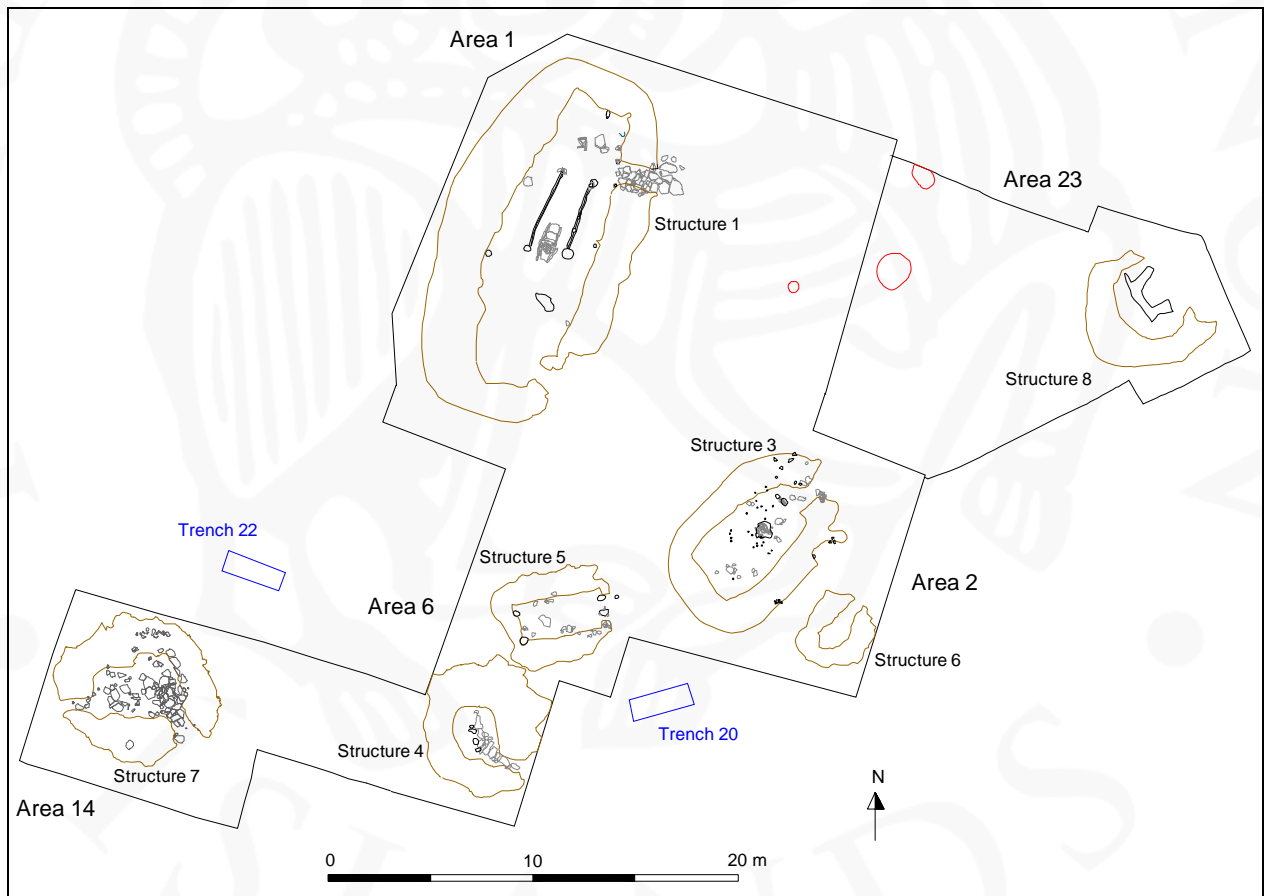 Area 1
Area 23
Structure 1
Structure 8
Structure 3
Trench 22
Structure 5
Area 2
Area 6
Structure 6
Trench 20
Structure 4
Structure 7
N
Area 14
0 10 20 m